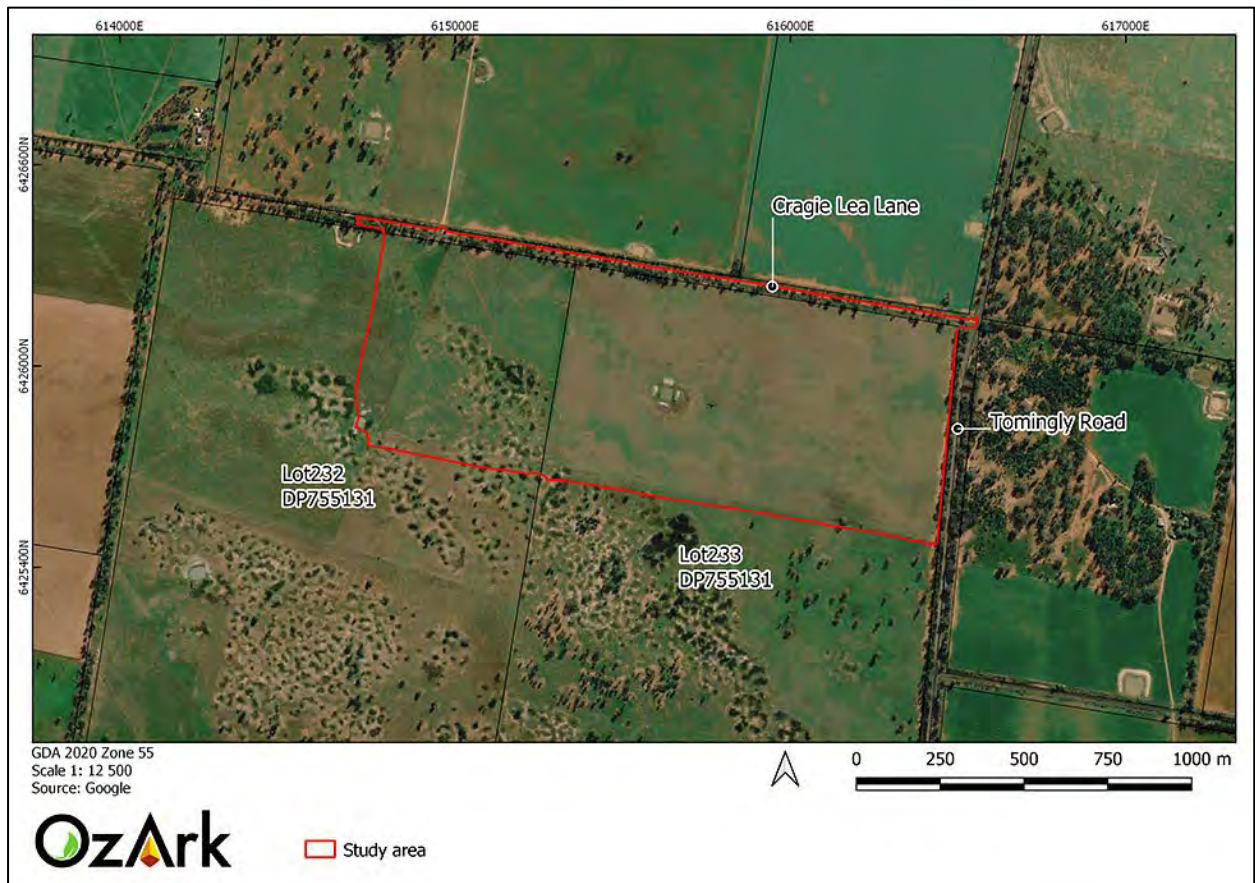 614000E
615000E
616000E
617000E
6426600N
6426000N
6425400N
Cragie Lea Lane
Tomingly Road
Lot232
DP755131
Lot233
DP755131
GDA 2020 Zone 55
Scale 1: 12 500
Source: Google
0 250 500 750 1000 m
OzArk
Study area